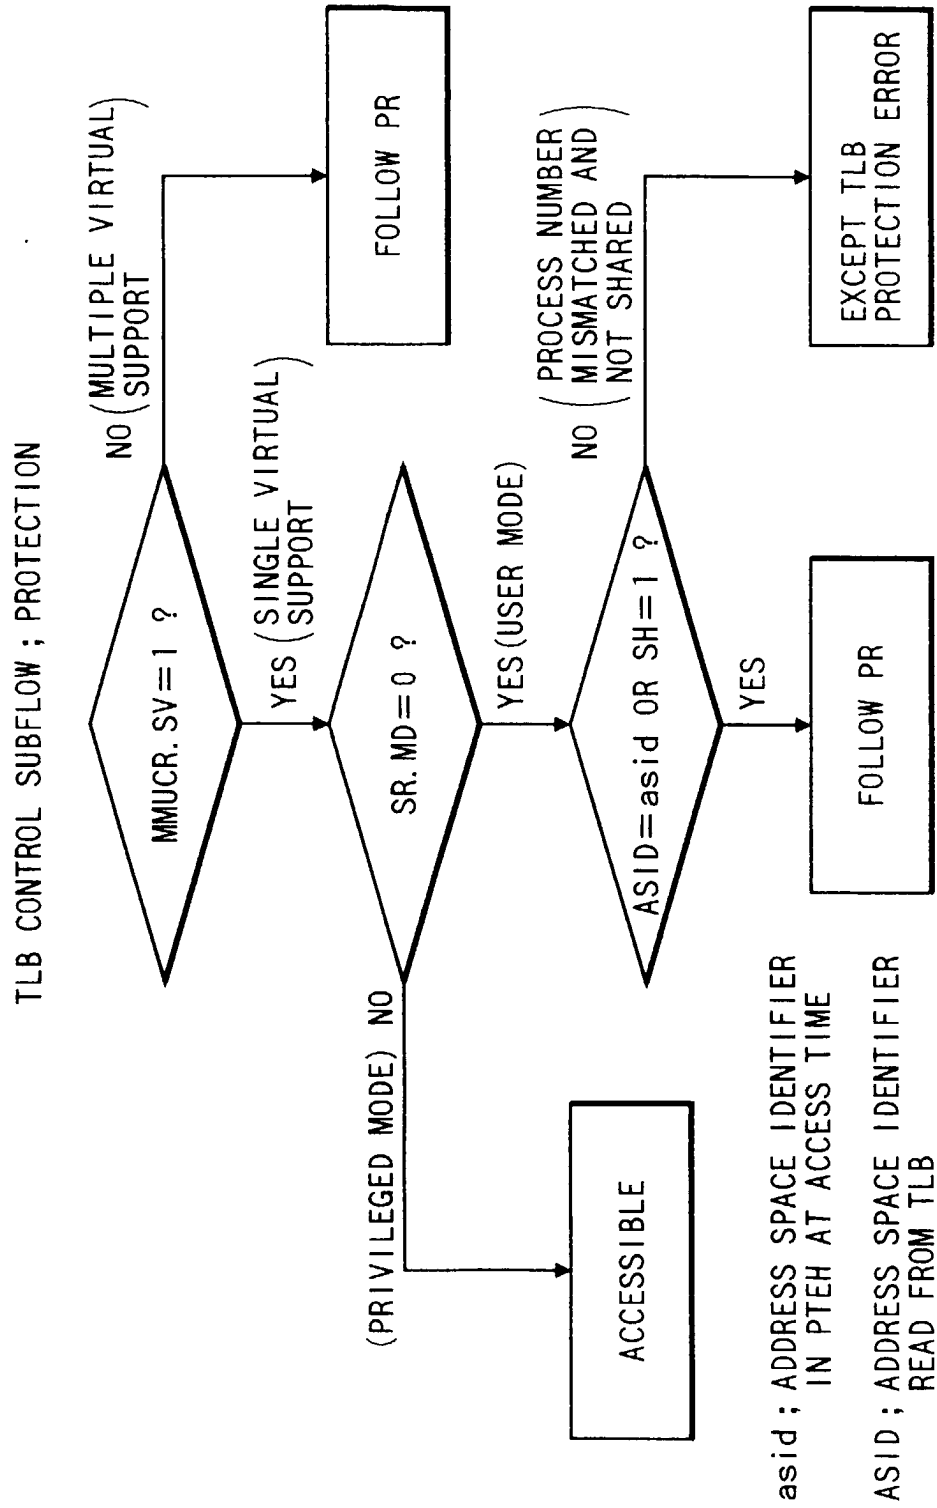 TLB CONTROL SUBFLOW ; PROTECTION
MMUCR. SV=1 ?
NO (MULTIPLE VIRTUAL
SUPPORT)
FOLLOW PR
YES (SINGLE VIRTUAL
SUPPORT)
SR. MD=0 ?
(PRIVILEGED MODE) NO
ACCESSIBLE
YES (USER MODE)
ASID=asid OR SH=1 ?
NO (PROCESS NUMBER
MISMATCHED AND
NOT SHARED)
EXCEPT TLB
PROTECTION ERROR
YES
FOLLOW PR
asid ; ADDRESS SPACE IDENTIFIER
IN PTEH AT ACCESS TIME
ASID ; ADDRESS SPACE IDENTIFIER
READ FROM TLB